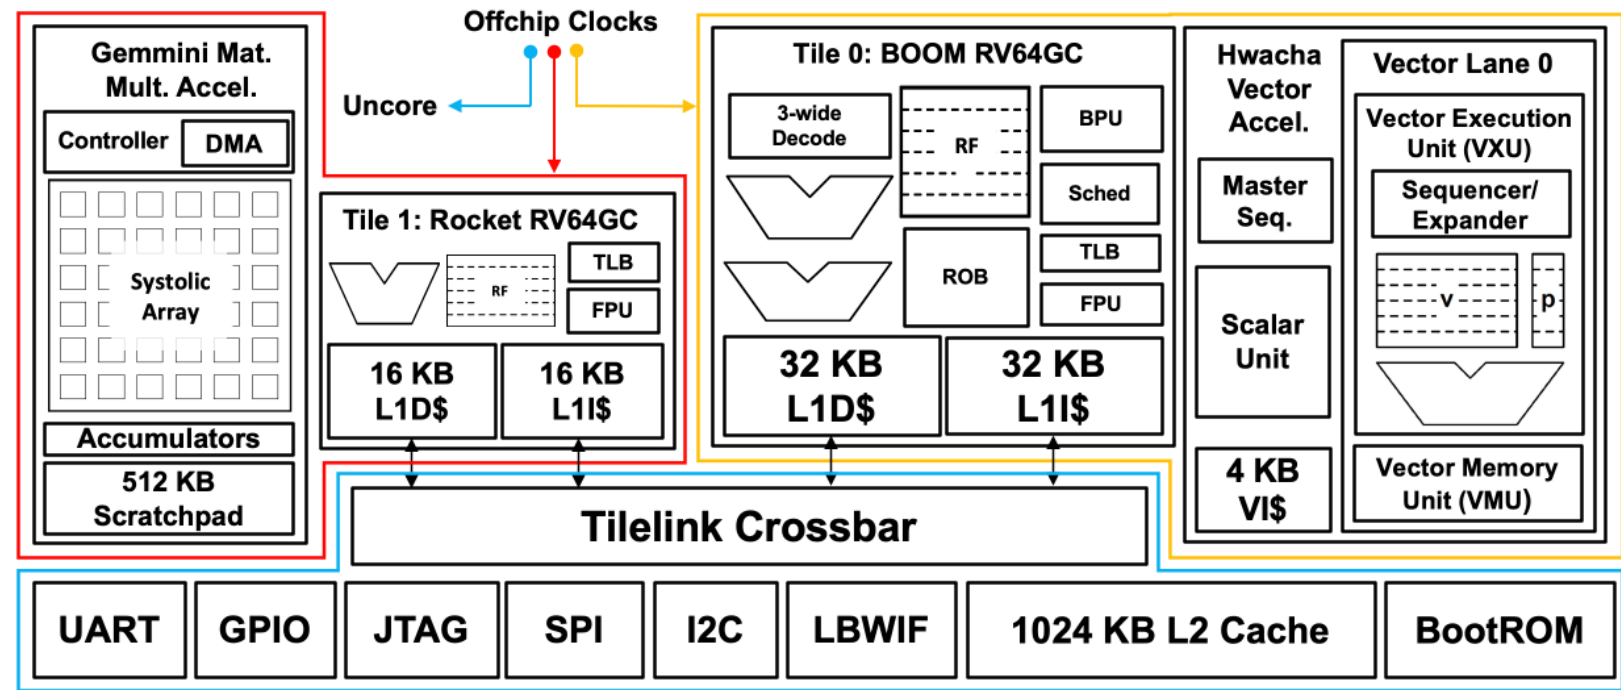 Offchip Clocks
Uncore
Gemmini Mat.
Mult. Accel.
Controller
DMA
Systolic
Array
Accumulators
512 KB
Scratchpad
Tile 1: Rocket RV64GC
RF
TLB
FPU
16 KB
L1D$
16 KB
L1I$
Tile 0: BOOM RV64GC
3-wide
Decode
RF
BPU
Sched
ROB
TLB
FPU
32 KB
L1D$
32 KB
L1I$
Hwacha
Vector
Accel.
Master
Seq.
Scalar
Unit
4 KB
VI$
Vector Lane 0
Vector Execution
Unit (VXU)
Sequencer/
Expander
v
p
Vector Memory
Unit (VMU)
Tilelink Crossbar
UART
GPIO
JTAG
SPI
I2C
LBWIF
1024 KB L2 Cache
BootROM